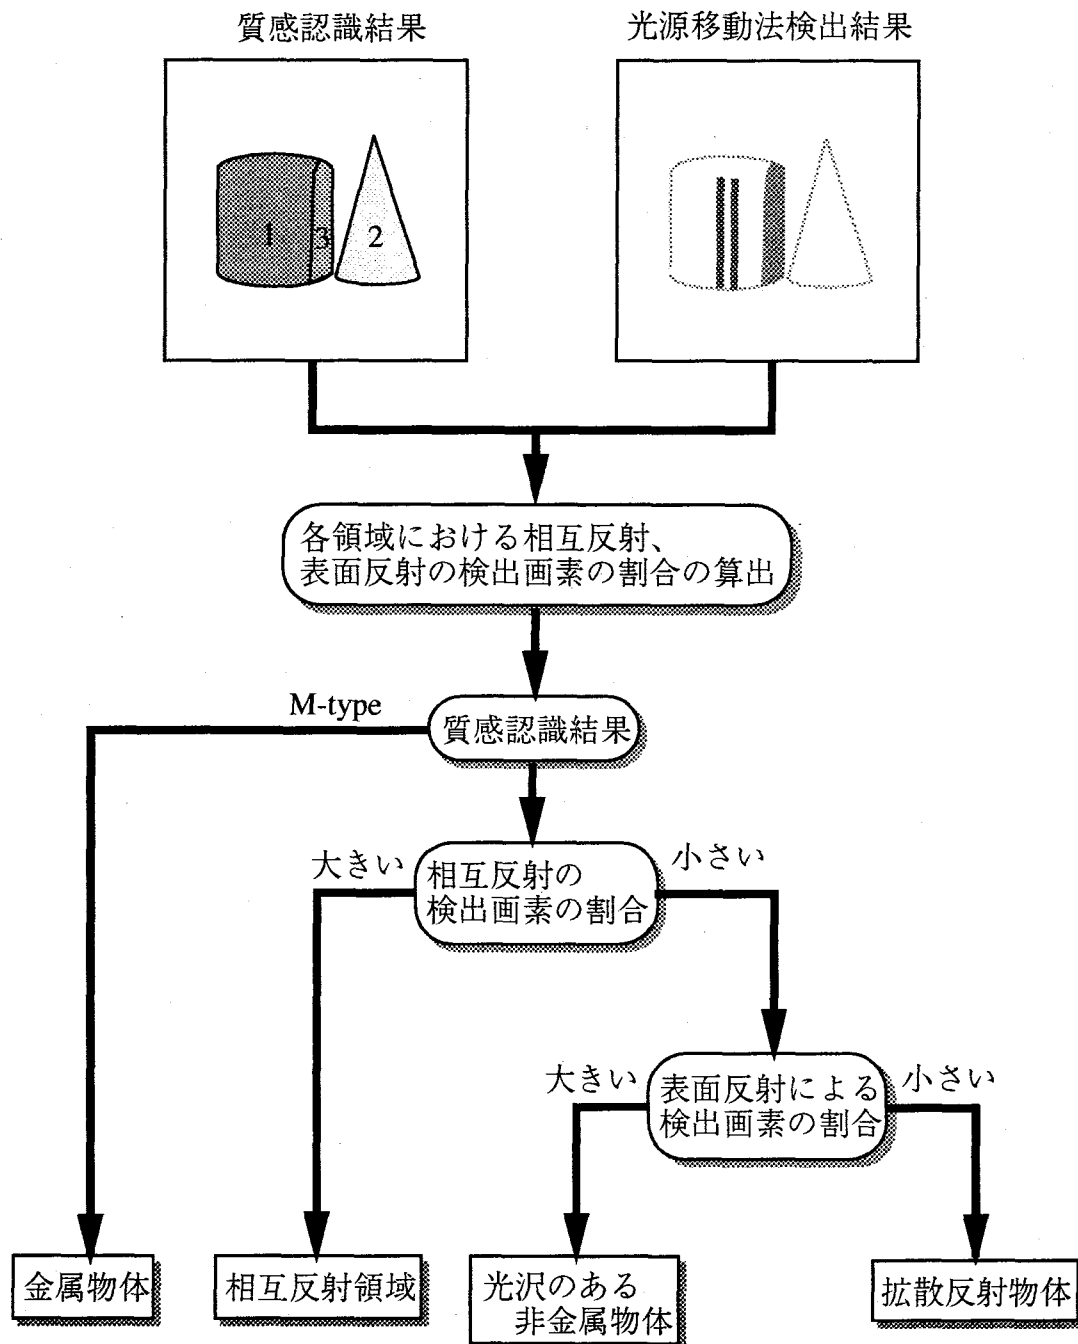 質感認識結果
光源移動法検出結果
1
3
2
各領域における相互反射、
表面反射の検出画素の割合の算出
M-type
質感認識結果
大きい
相互反射の
検出画素の割合
小さい
大きい
表面反射による
検出画素の割合
小さい
金属物体
相互反射領域
光沢のある
非金属物体
拡散反射物体